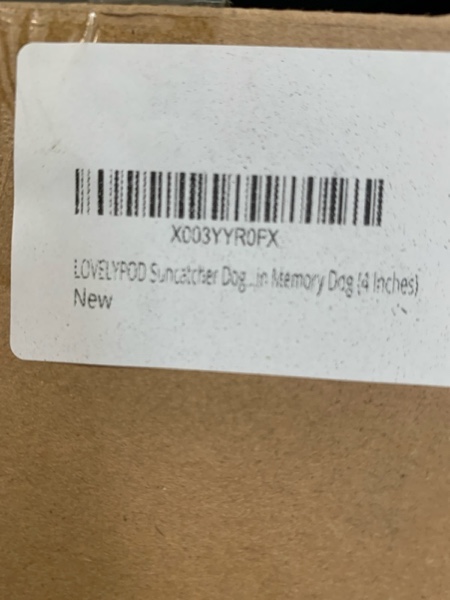 X003YYR0FX
LOVELYPOD Suncatcher Dog...in Memory Dog (4 Inches)
New